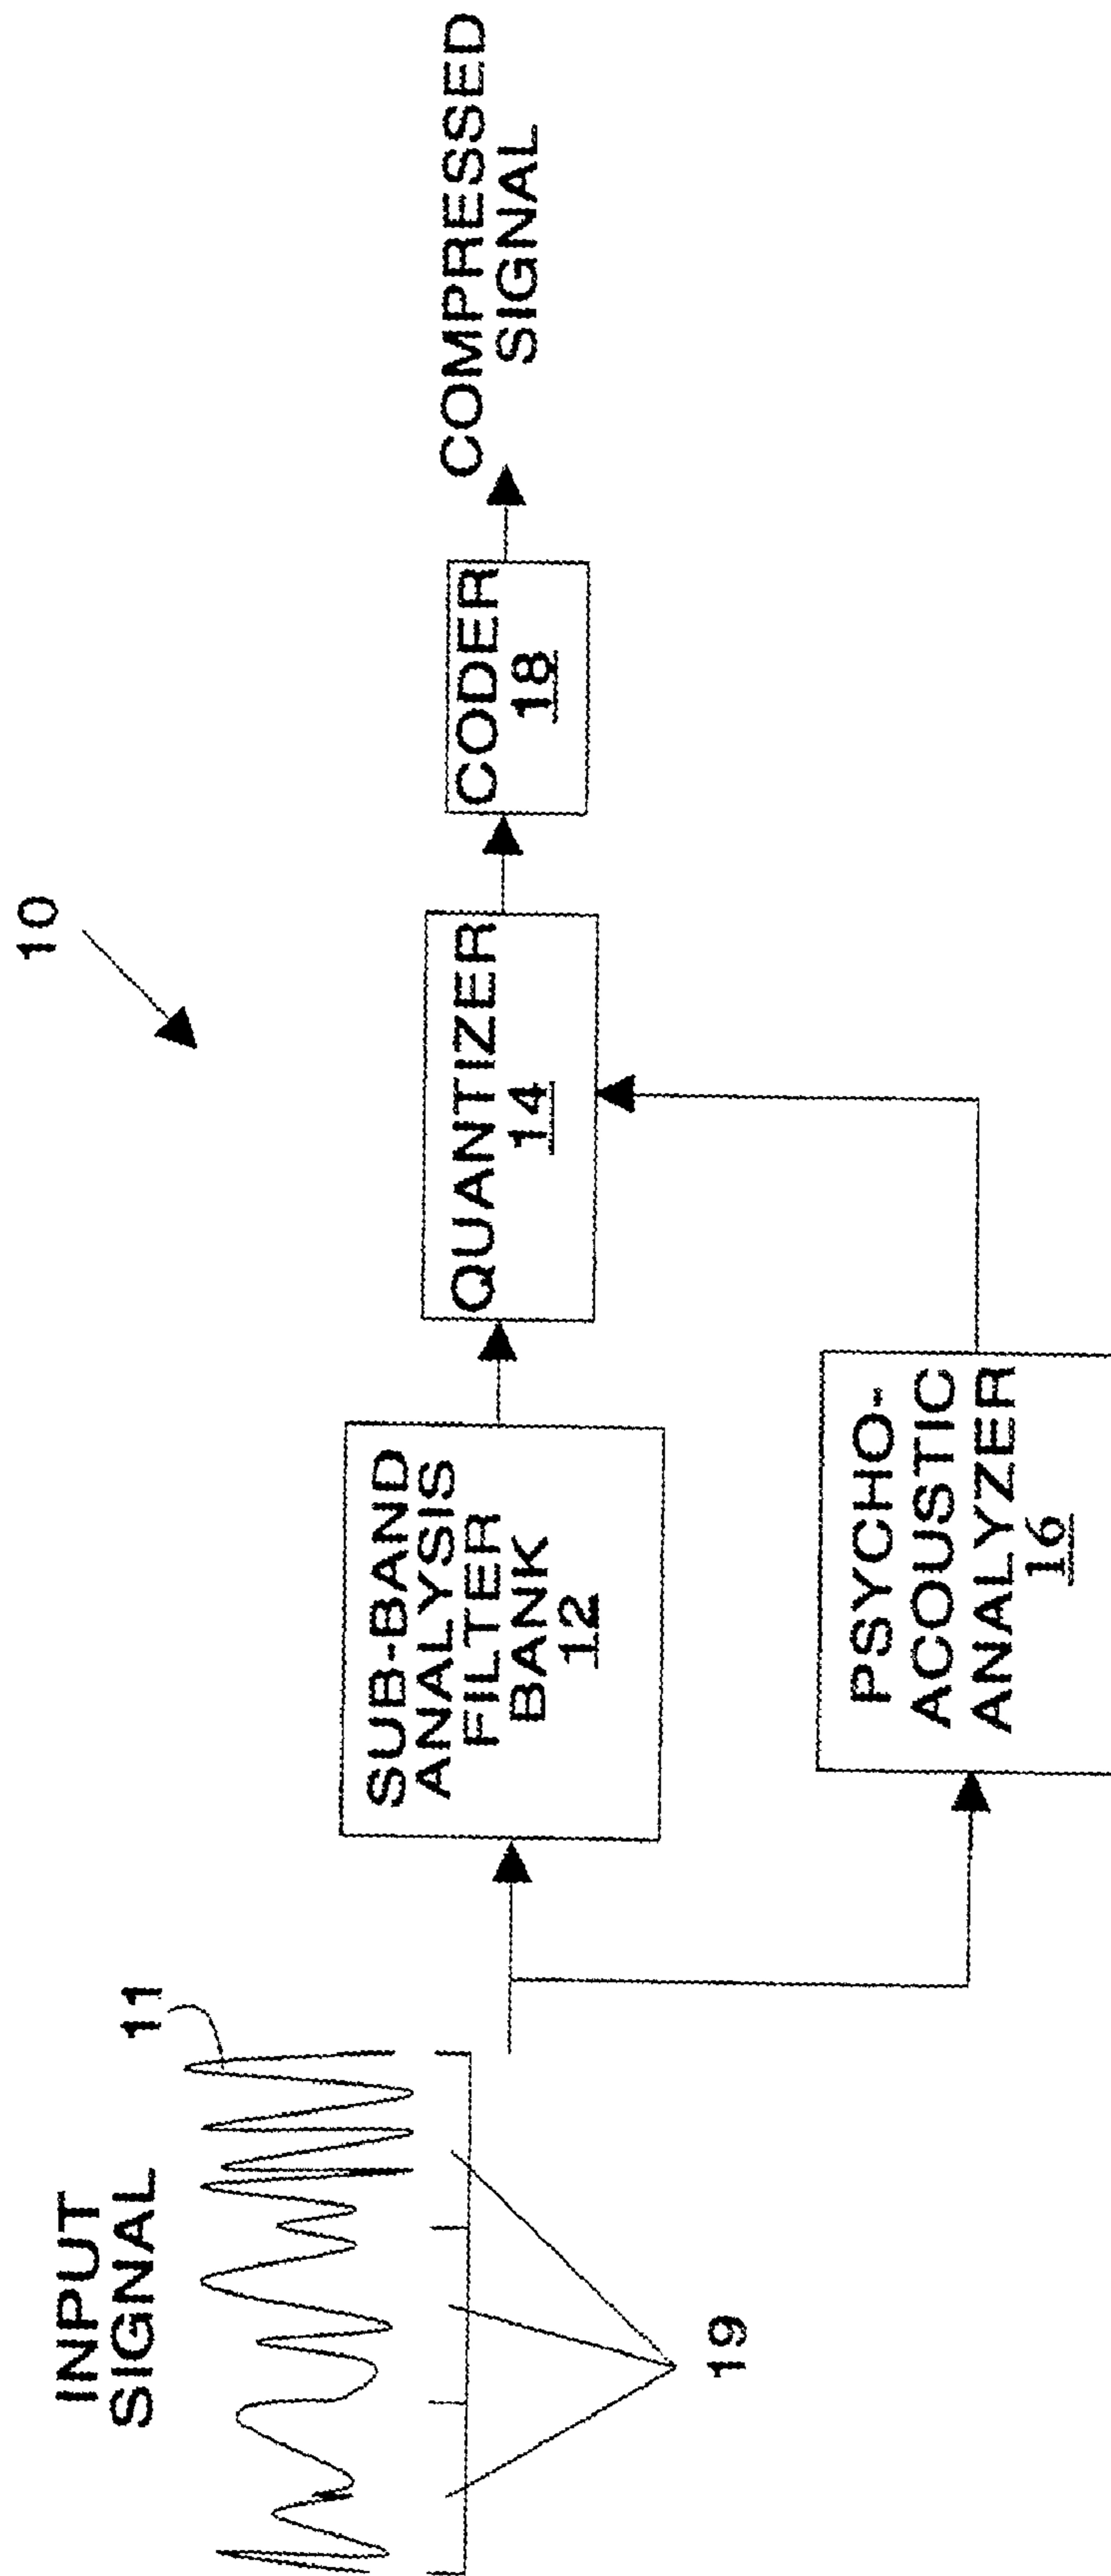 10
INPUT
SIGNAL
11
19
SUB-BAND
ANALYSIS
FILTER
BANK
12
PSYCHO-
ACOUSTIC
ANALYZER
16
QUANTIZER
14
CODER
18
COMPRESSED
SIGNAL